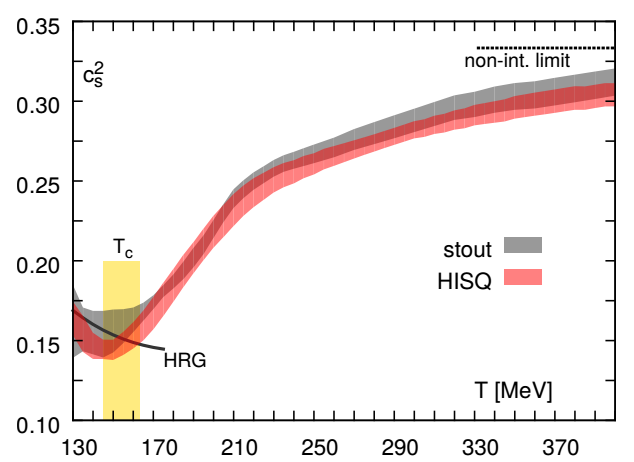 0.35
c_s^2
non-int. limit
0.30
0.25
T_c
stout
0.20
HISQ
0.15
HRG
T [MeV]
0.10
130 170 210 250 290 330 370